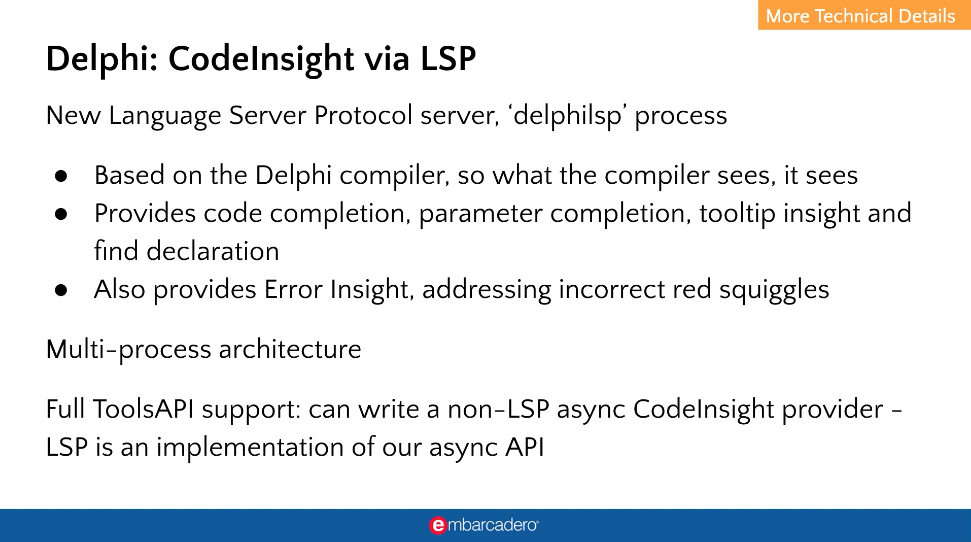 More Technical Details
Delphi: CodeInsight via LSP
New Language Server Protocol server, ‘delphilsp’ process
● Based on the Delphi compiler, so what the compiler sees, it sees
● Provides code completion, parameter completion, tooltip insight and
find declaration
● Also provides Error Insight, addressing incorrect red squiggles
Multi-process architecture
Full ToolsAPI support: can write a non-LSP async CodeInsight provider -
LSP is an implementation of our async API
embarcadero